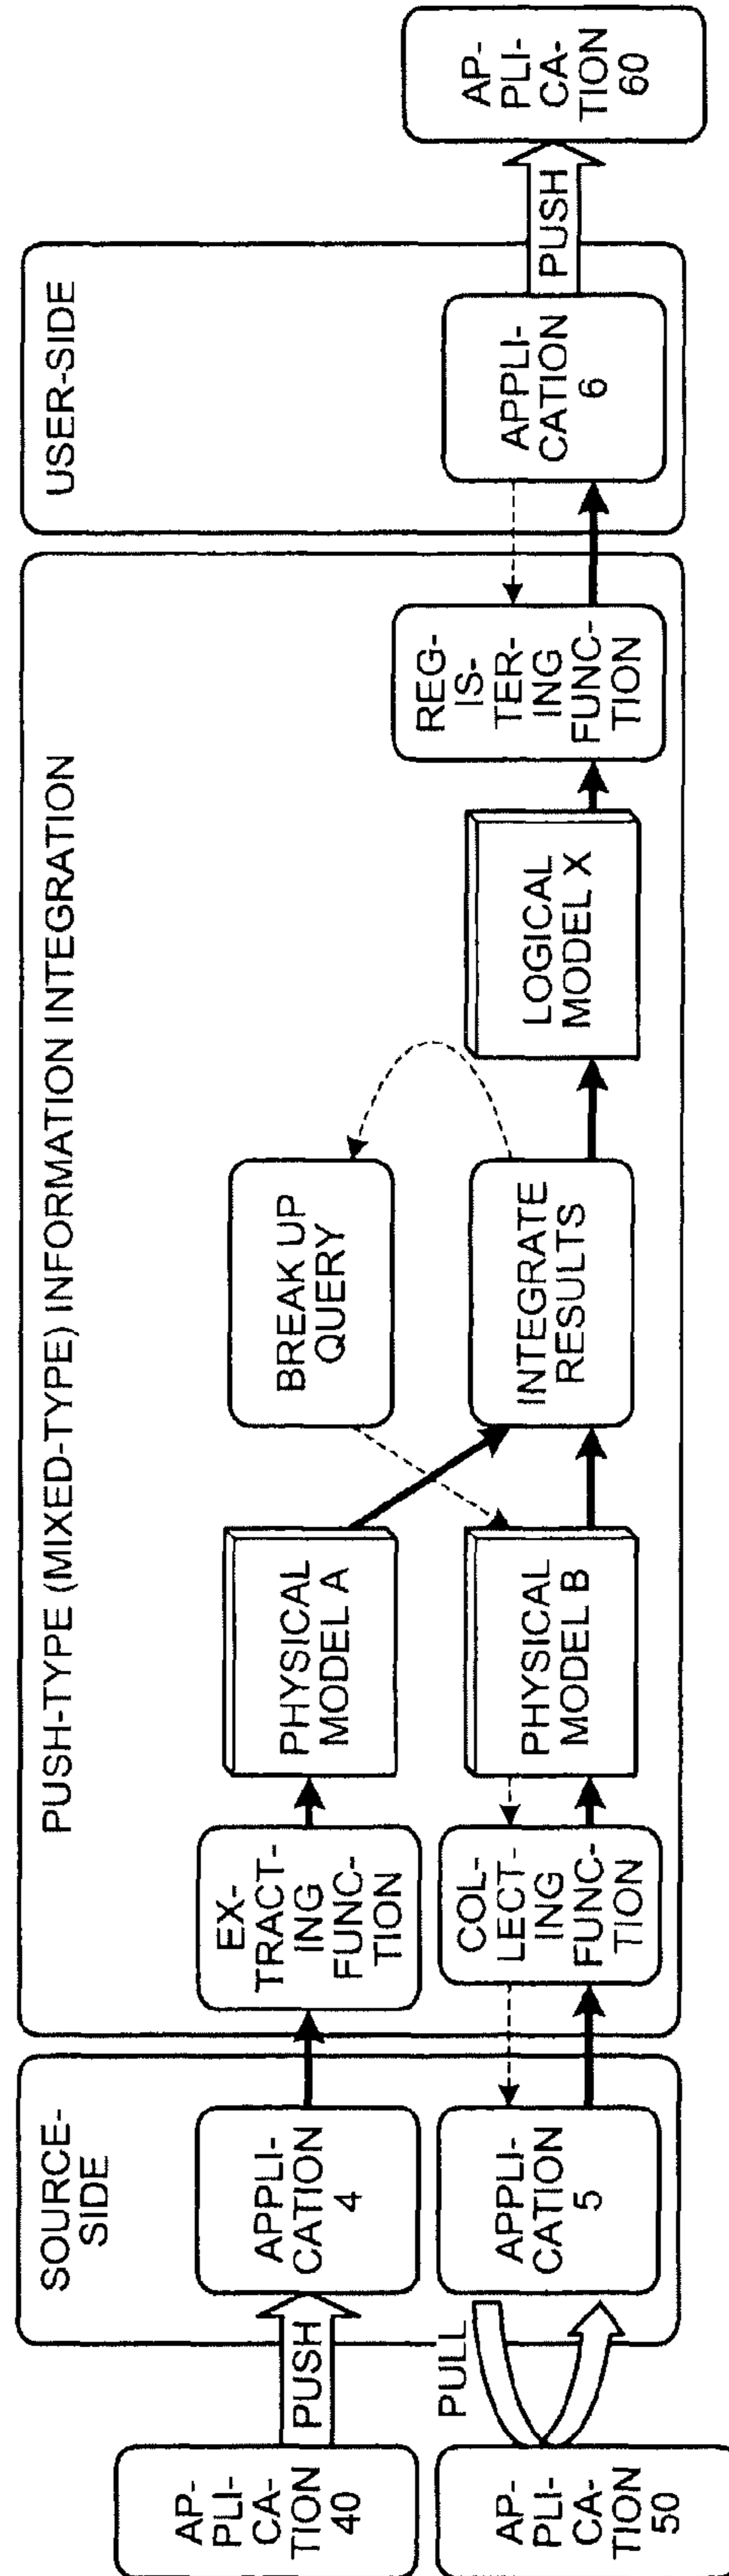 AP-
PLI-
CA-
TION
40
PUSH
AP-
PLI-
CA-
TION
50
PULL
SOURCE-
SIDE
APPLI-
CATION
4
APPLI-
CATION
5
PUSH-TYPE (MIXED-TYPE) INFORMATION INTEGRATION
EX-
TRACT-
ING
FUNC-
TION
COL-
LECT-
ING
FUNC-
TION
PHYSICAL
MODEL A
PHYSICAL
MODEL B
BREAK UP
QUERY
INTEGRATE
RESULTS
LOGICAL
MODEL X
REG-
IS-
TER-
ING
FUNC-
TION
USER-SIDE
APPLI-
CATION
6
PUSH
AP-
PLI-
CA-
TION
60